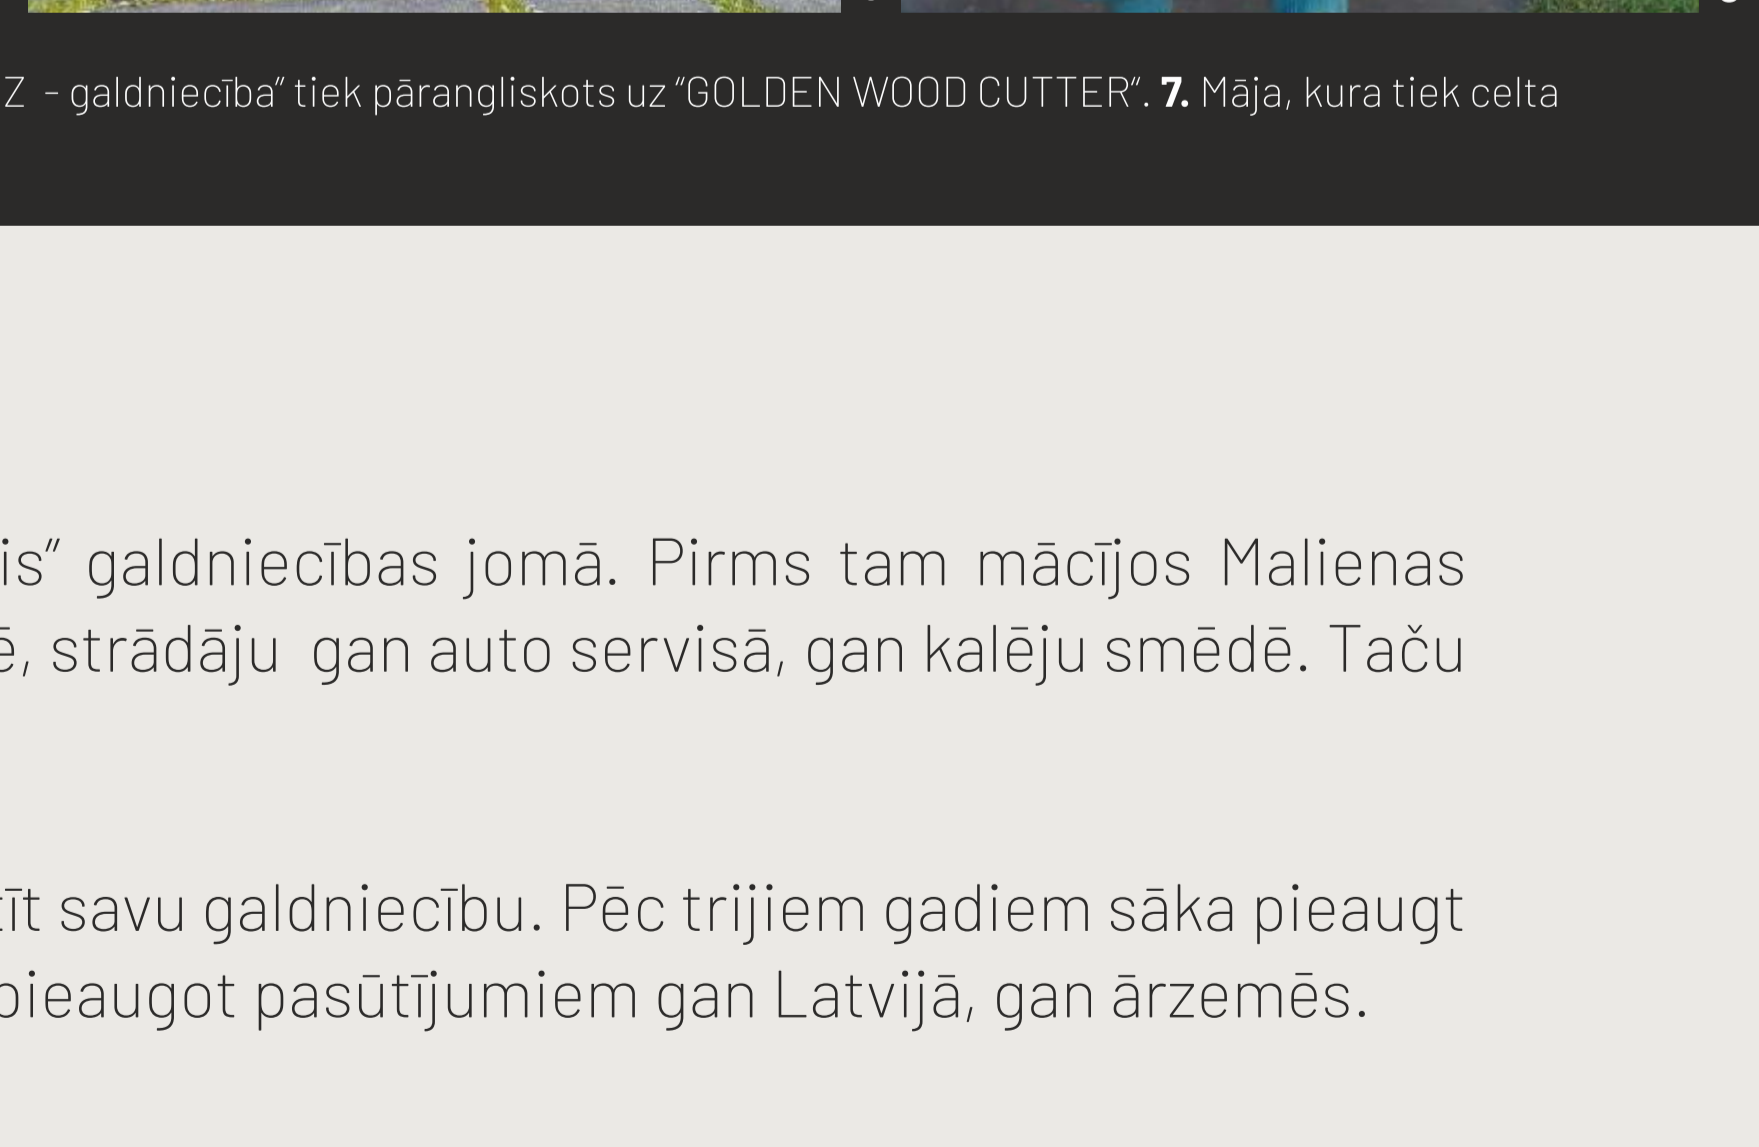 Z - galdniecība” tiek pārangliskots uz “GOLDEN WOOD CUTTER”. 7. Māja, kura tiek celta
is” galdniecības jomā. Pirms tam mācījos Malienas
ē, strādāju gan auto servisā, gan kalēju smēdē. Taču
tīt savu galdniecību. Pēc trijiem gadiem sāka pieaugt
pieaugot pasūtījumiem gan Latvijā, gan ārzemēs.